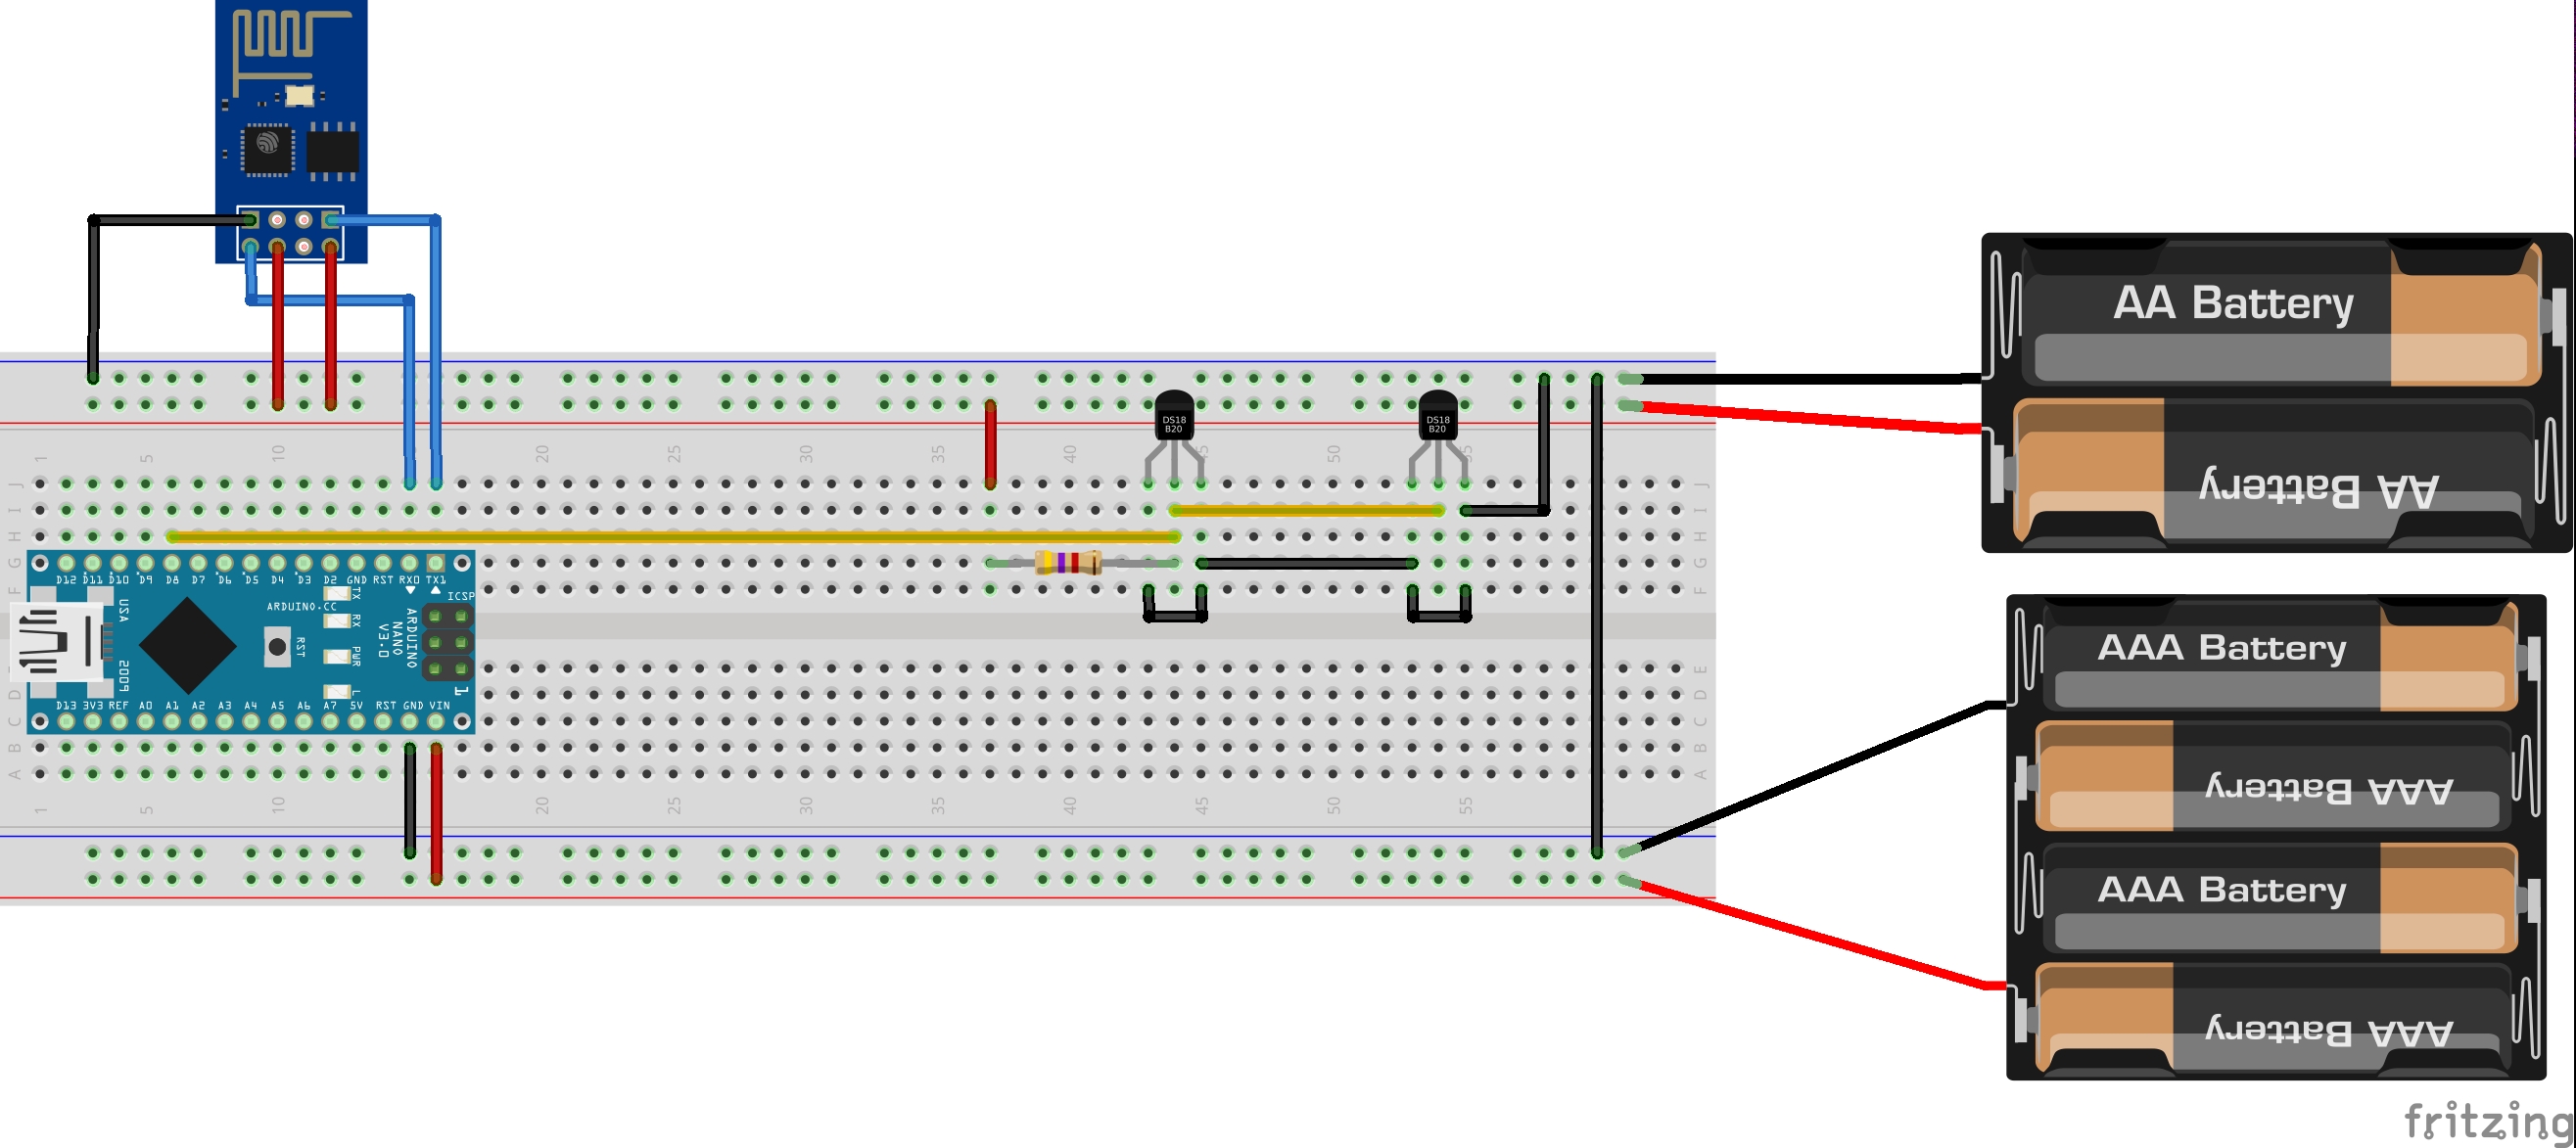 AA Battery
AA Battery
DS18
B20
DS18
B20
1 5 10 20 25 30 35 40 45 50 55
J J
I I
H H
G G
F F
D12 D11 D10 D9 D8 D7 D6 D5 D4 D3 D2 GND RST RX0 TX1
ICSP
USA
ARDUINO.CC
TX
RX
RST
PWR
L
ARDUINO
NANO
V3.0
2005
1
D13 3V3 REF A0 A1 A2 A3 A4 A5 A6 A7 5V RST GND VIN
E
D D
C C
B B
A A
1 5 10 20 25 30 35 40 45 50 55
AAA Battery
AAA Battery
AAA Battery
AAA Battery
fritzing